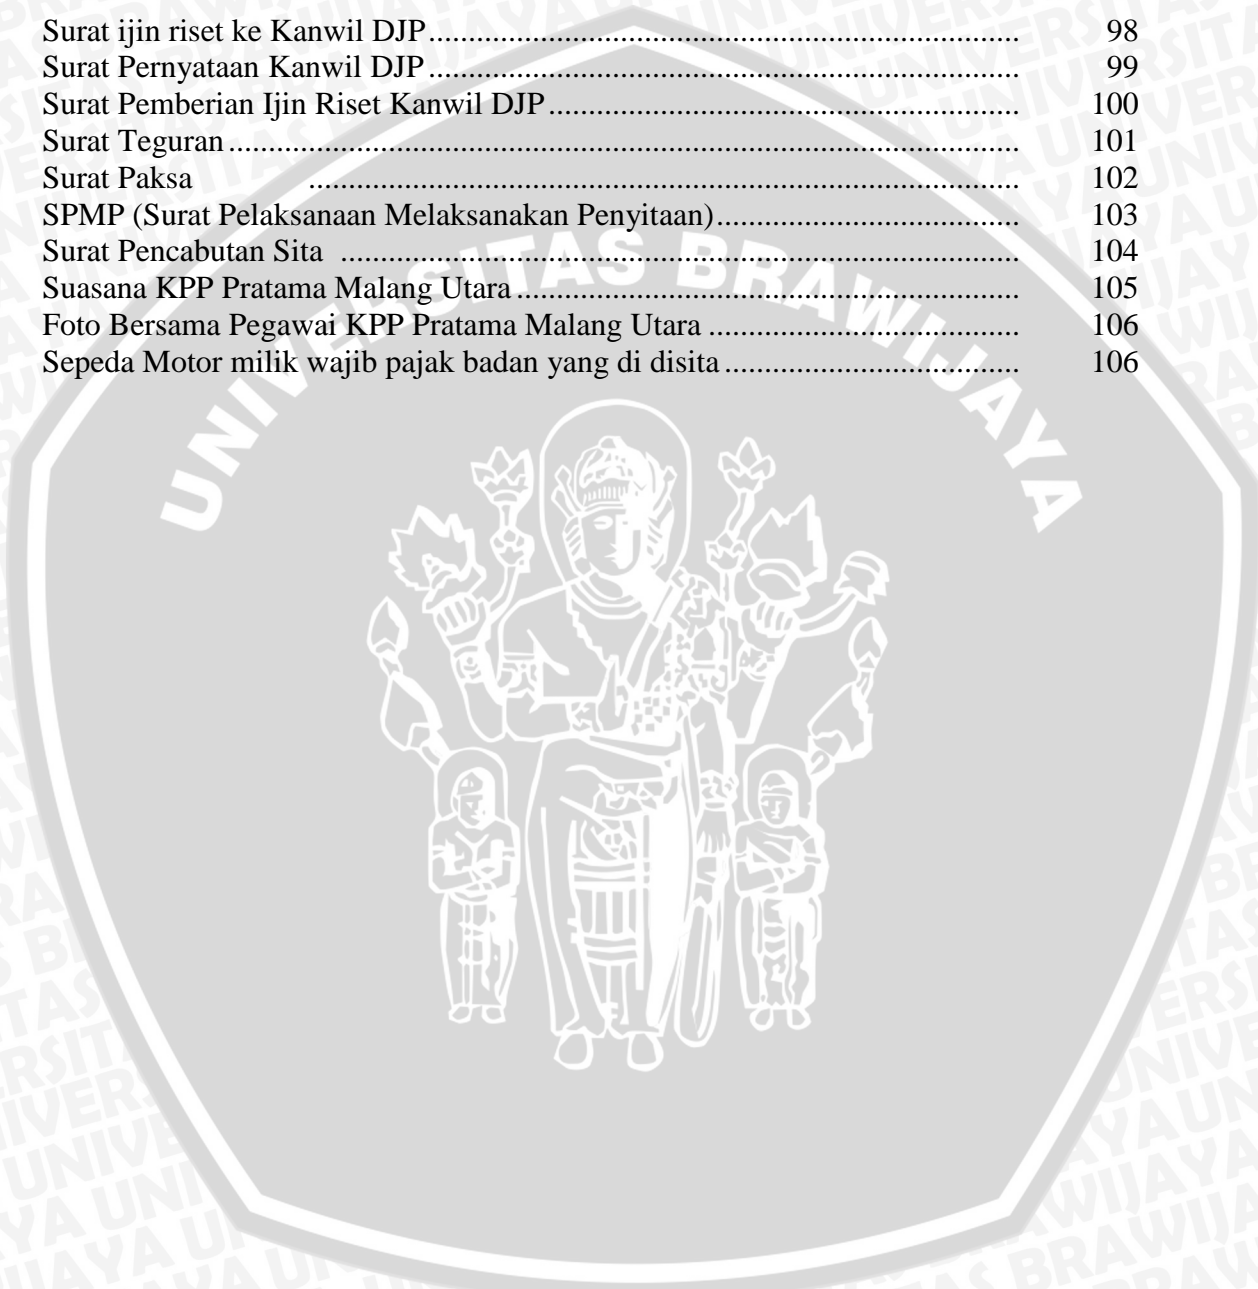 Surat ijin riset ke Kanwil DJP.......................................................................... 98
Surat Pernyataan Kanwil DJP.......................................................................... 99
Surat Pemberian Ijin Riset Kanwil DJP........................................................... 100
Surat Teguran................................................................................................... 101
Surat Paksa ......................................................................................... 102
SPMP (Surat Pelaksanaan Melaksanakan Penyitaan)...................................... 103
Surat Pencabutan Sita ..................................................................................... 104
Suasana KPP Pratama Malang Utara............................................................... 105
Foto Bersama Pegawai KPP Pratama Malang Utara ....................................... 106
Sepeda Motor milik wajib pajak badan yang di disita..................................... 106
UNIVERSITAS BRAWIJAYA